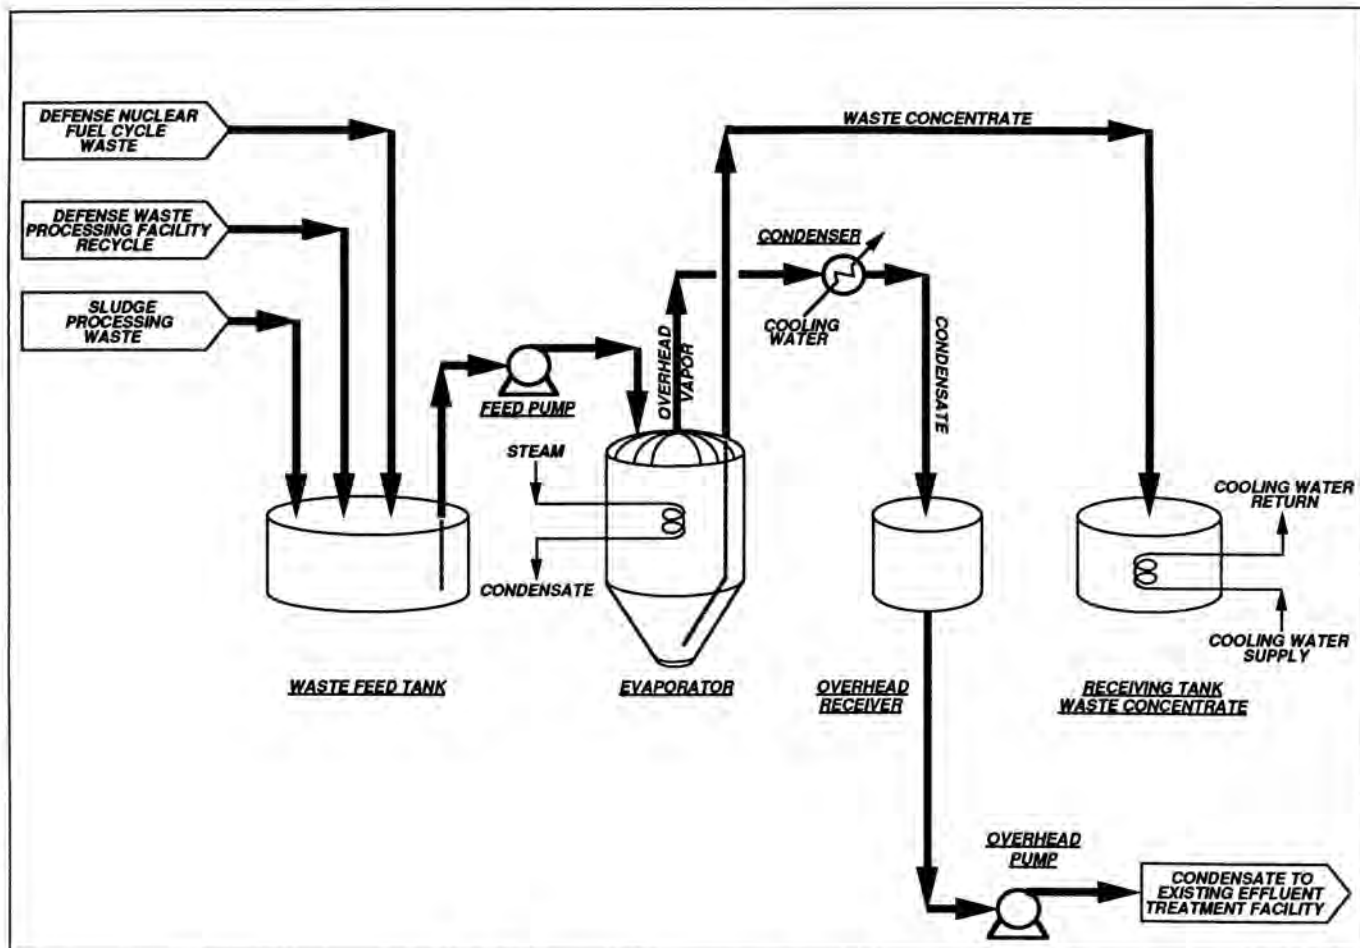 DEFENSE NUCLEAR
FUEL CYCLE
WASTE
DEFENSE WASTE
PROCESSING FACILITY
RECYCLE
SLUDGE
PROCESSING
WASTE
WASTE CONCENTRATE
CONDENSER
COOLING
WATER
OVERHEAD
VAPOR
CONDENSATE
FEED PUMP
STEAM
CONDENSATE
COOLING WATER
RETURN
COOLING WATER
SUPPLY
WASTE FEED TANK
EVAPORATOR
OVERHEAD
RECEIVER
RECEIVING TANK
WASTE CONCENTRATE
OVERHEAD
PUMP
CONDENSATE TO
EXISTING EFFLUENT
TREATMENT FACILITY